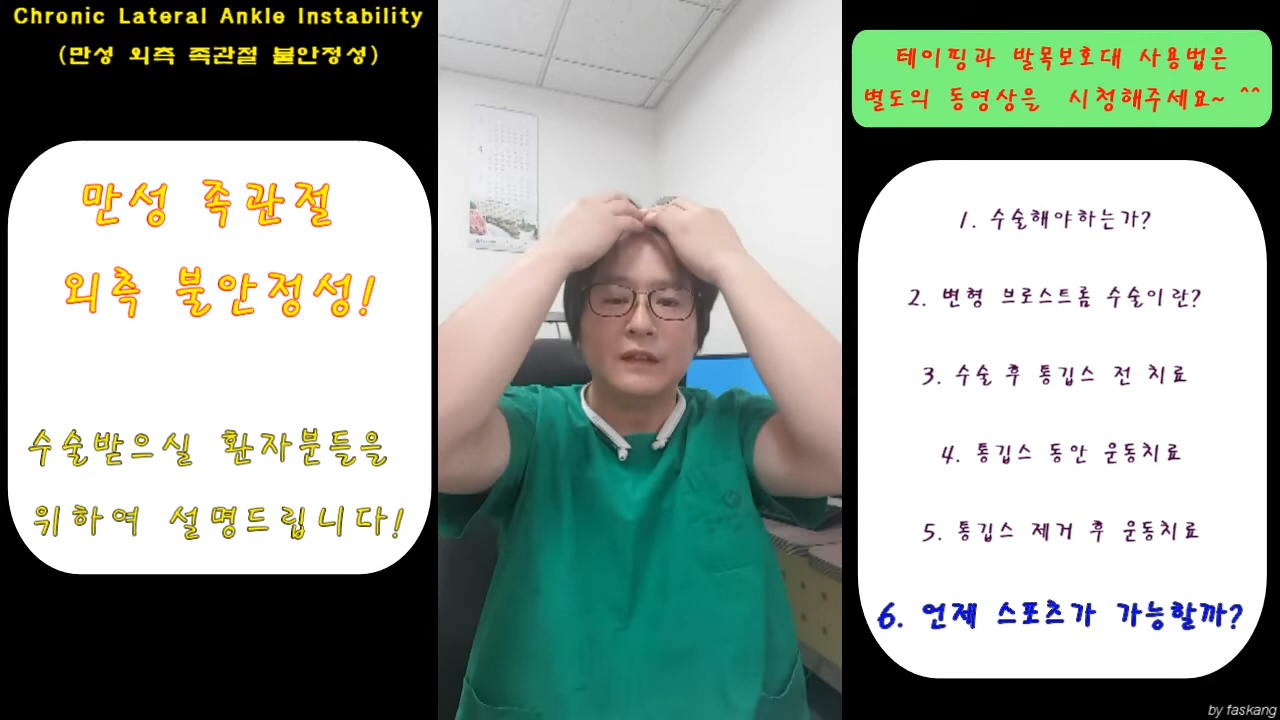 Chronic Lateral Ankle Instability
(만성 외측 족관절 불안정성)
만성 족관절
외측 불안정성!
수술받으실 환자분들을
위하여 설명드립니다!
테이핑과 발목보호대 사용법은
별도의 동영상을 시청해주세요~ ^^
1. 수술해야하는가?
2. 변형 브로스트롬 수술이란?
3. 수술 후 통깁스 전 치료
4. 통깁스 동안 운동치료
5. 통깁스 제거 후 운동치료
6. 언제 스포츠가 가능할까?
by faskang